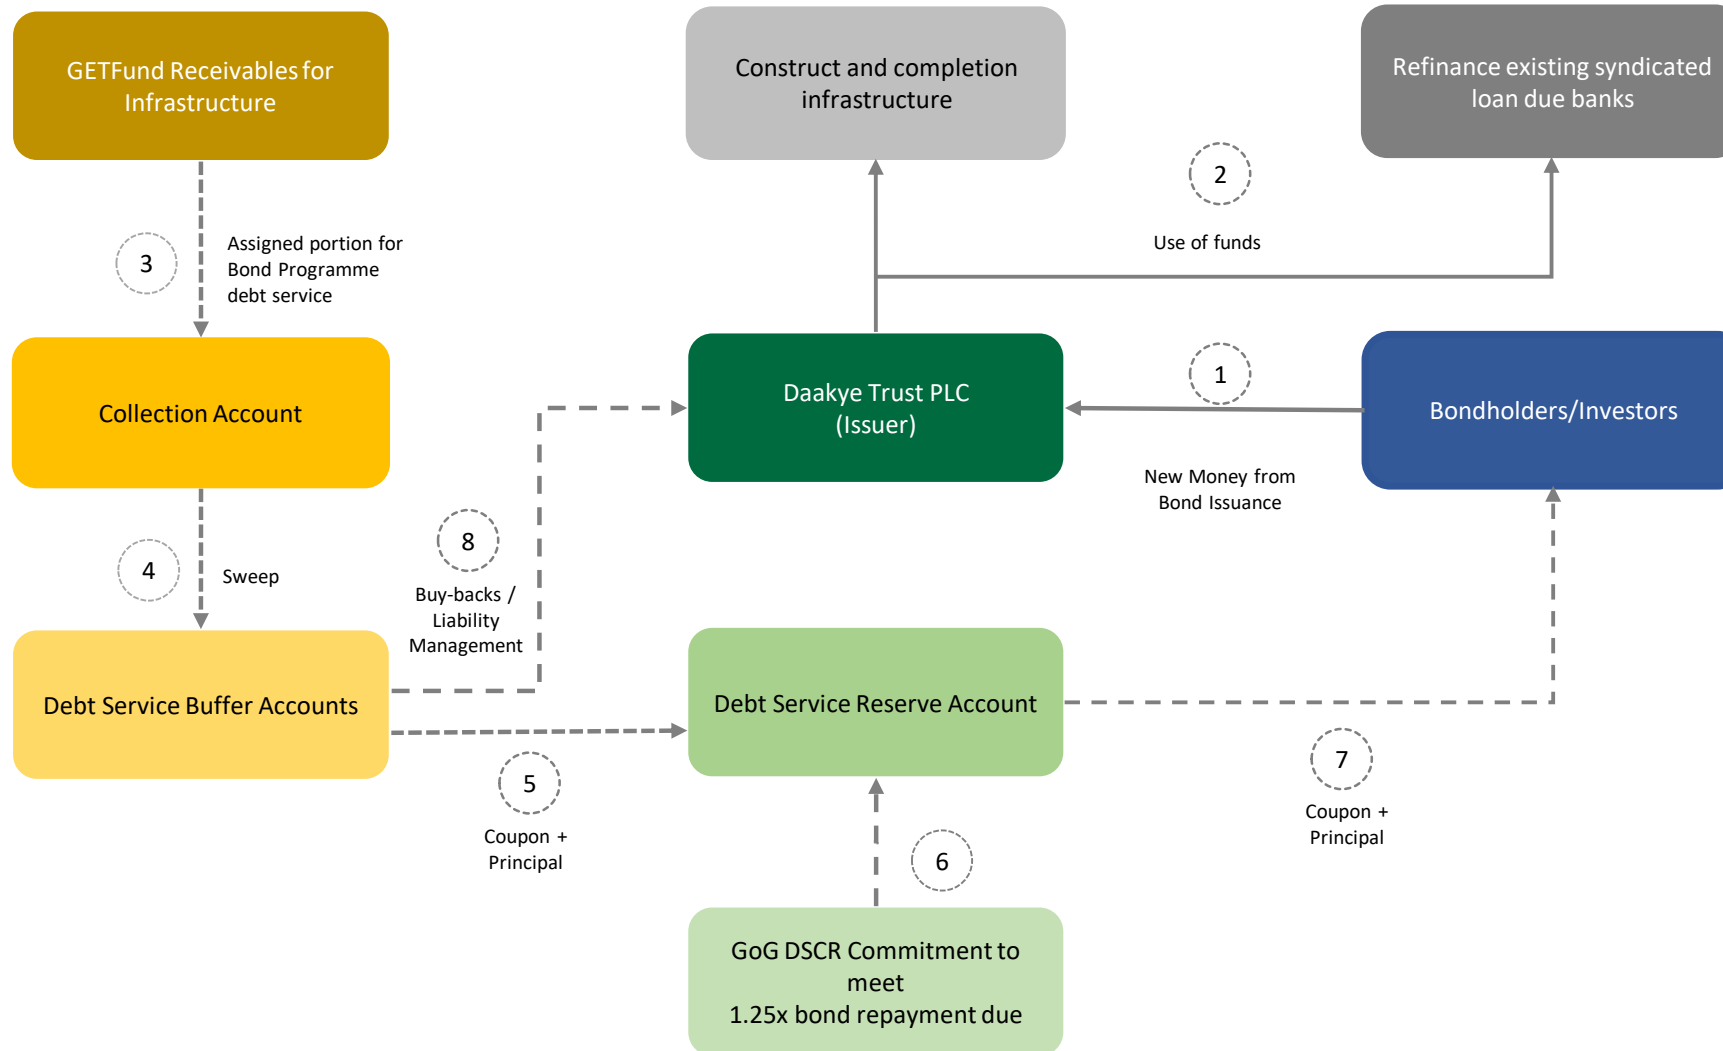 GETFund Receivables for
Infrastructure
Construct and completion
infrastructure
Refinance existing syndicated
loan due banks
2
Use of funds
3
Assigned portion for
Bond Programme
debt service
Collection Account
Daakye Trust PLC
(Issuer)
1
New Money from
Bond Issuance
Bondholders/Investors
4
Sweep
8
Buy-backs /
Liability
Management
Debt Service Buffer Accounts
Debt Service Reserve Account
5
Coupon +
Principal
7
Coupon +
Principal
6
GoG DSCR Commitment to
meet
1.25x bond repayment due